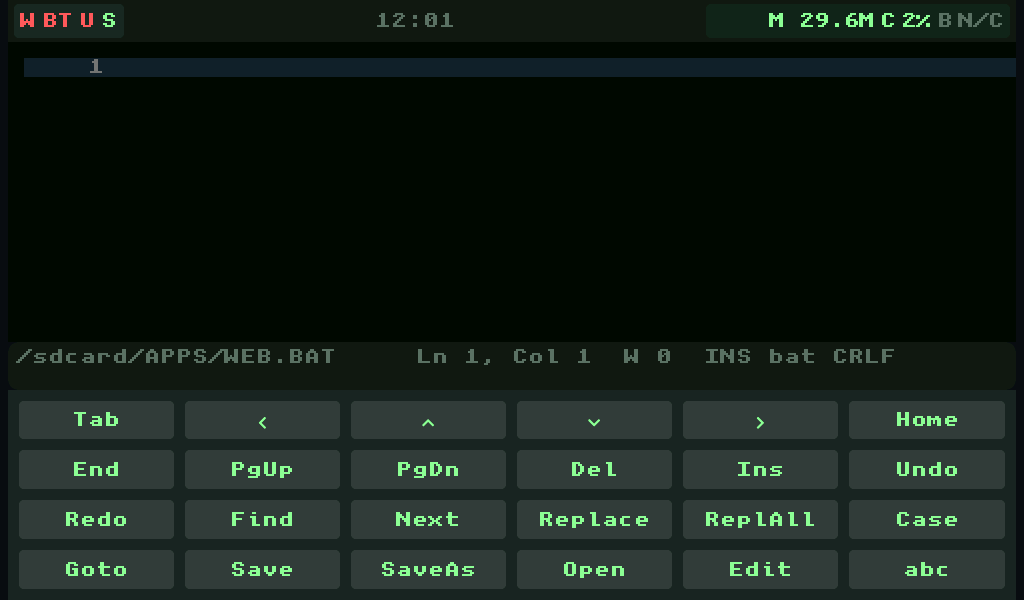 W BT U S 12:01 M 29.6M C 2% B N/C
1
/sdcard/APPS/WEB.BAT Ln 1, Col 1 W 0 INS bat CRLF
Tab < ^ ⌄ > Home
End PgUp PgDn Del Ins Undo
Redo Find Next Replace ReplAll Case
Goto Save SaveAs Open Edit abc